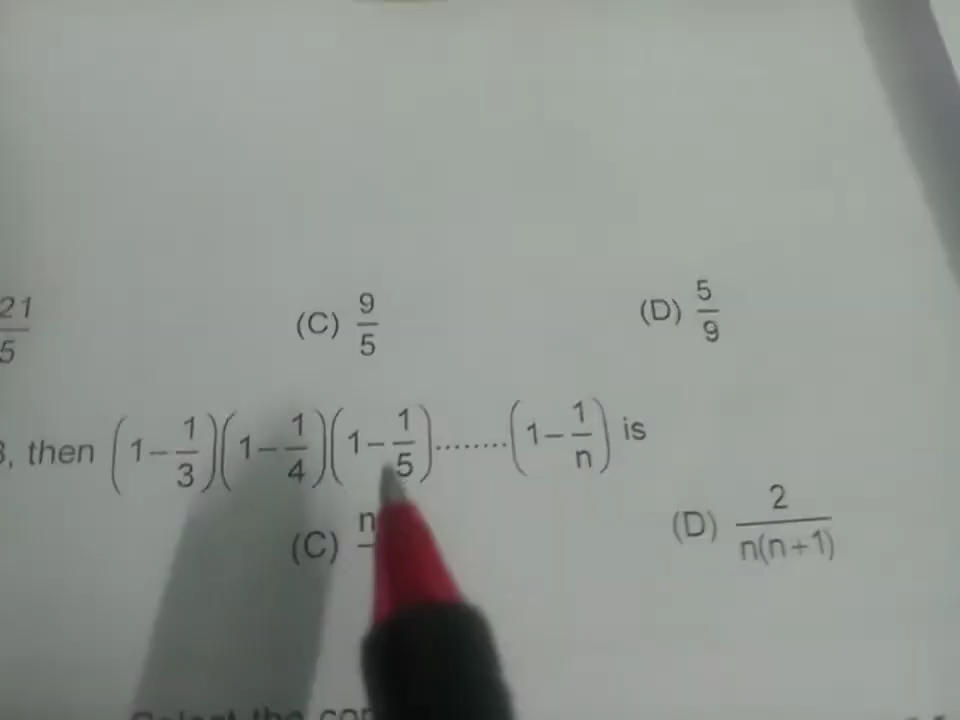 21/5 (C) 9/5 (D) 5/9
then (1-1/3)(1-1/4)(1-1/5)........(1-1/n) is
(C) n (D) 2/n(n+1)
the